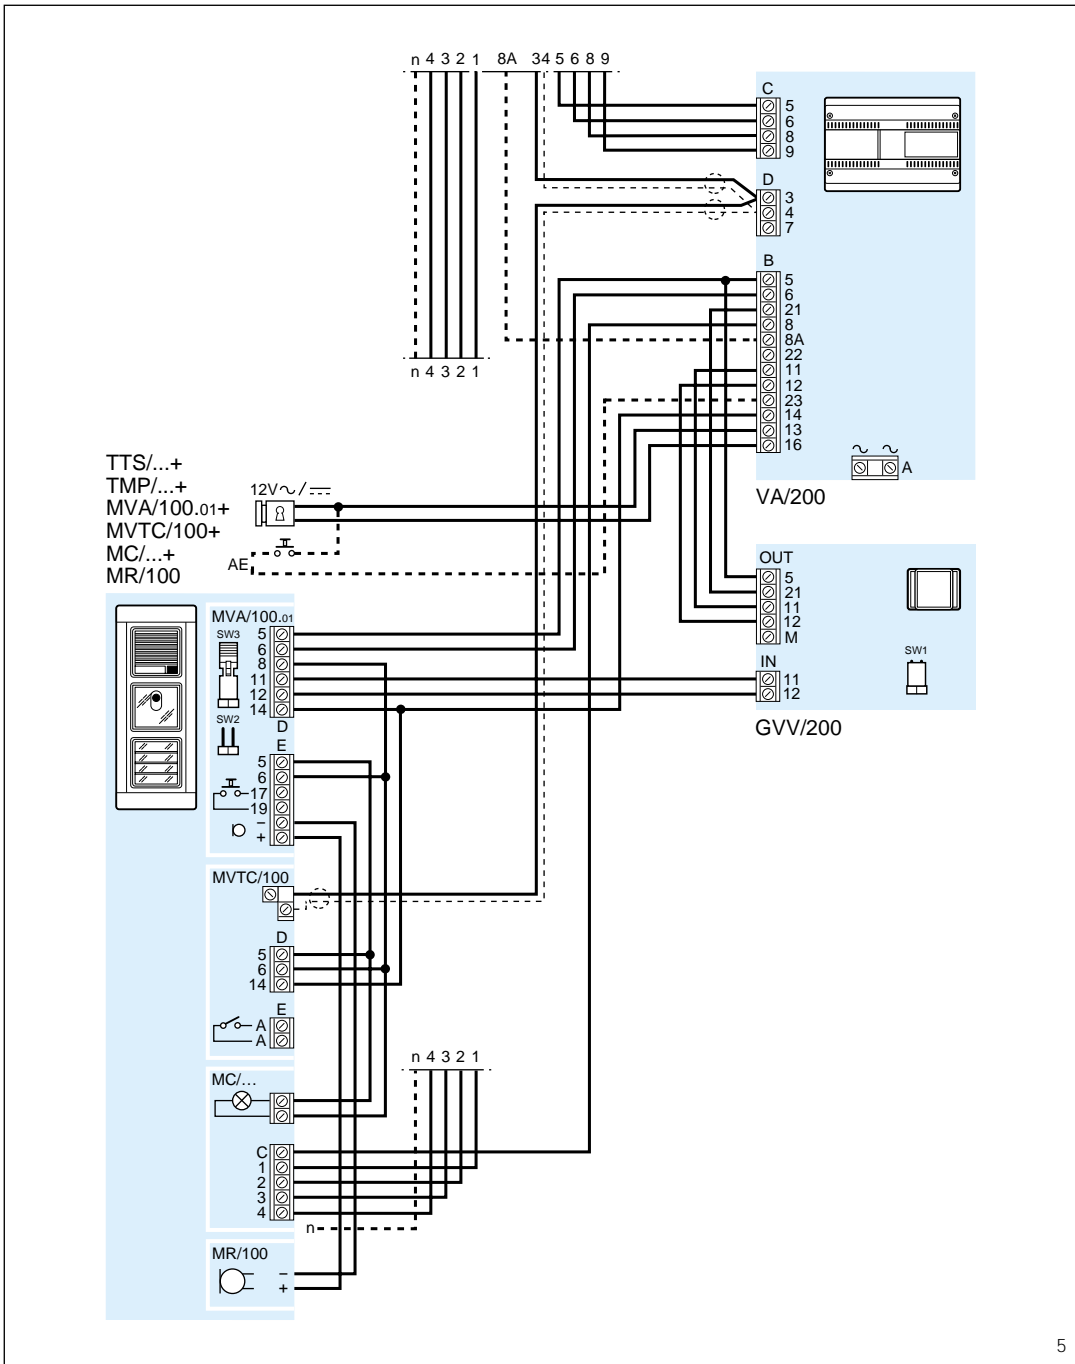 n 4 3 2 1 8A 3 4 5 6 8 9
C
5
6
8
9
D
3
4
7
B
5
6
21
8
8A
22
11
12
23
14
13
16
A
VA/200
n 4 3 2 1
TTS/...+
TMP/...+
MVA/100.01+
MVTC/100+
MC/...+
MR/100
12V
AE
OUT
5
21
11
12
M
SW1
IN
11
12
GVV/200
MVA/100.01
SW3
5
6
8
11
12
14
SW2
D
E
5
6
17
19
–
+
MVTC/100
D
5
6
14
E
A
A
n 4 3 2 1
MC/...
C
1
2
3
4
n
MR/100
–
+
5